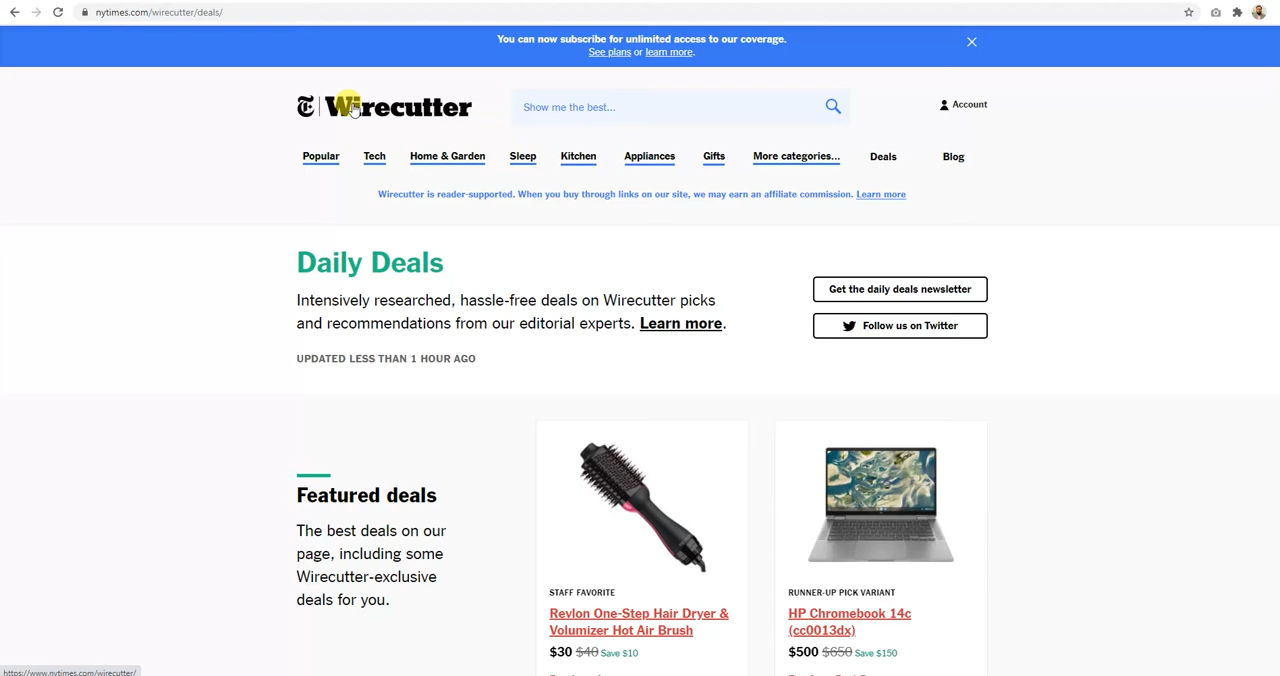 nytimes.com/wirecutter/deals/
You can now subscribe for unlimited access to our coverage.
See plans or learn more.
Wirecutter
Show me the best...
Account
Popular Tech Home & Garden Sleep Kitchen Appliances Gifts More categories... Deals Blog
Wirecutter is reader-supported. When you buy through links on our site, we may earn an affiliate commission. Learn more
Daily Deals
Intensively researched, hassle-free deals on Wirecutter picks
and recommendations from our editorial experts. Learn more.
UPDATED LESS THAN 1 HOUR AGO
Get the daily deals newsletter
Follow us on Twitter
Featured deals
The best deals on our
page, including some
Wirecutter-exclusive
deals for you.
STAFF FAVORITE
Revlon One-Step Hair Dryer &
Volumizer Hot Air Brush
$30 $40 Save $10
RUNNER-UP PICK VARIANT
HP Chromebook 14c
(cc0013dx)
$500 $650 Save $150
https://www.nytimes.com/wirecutter/